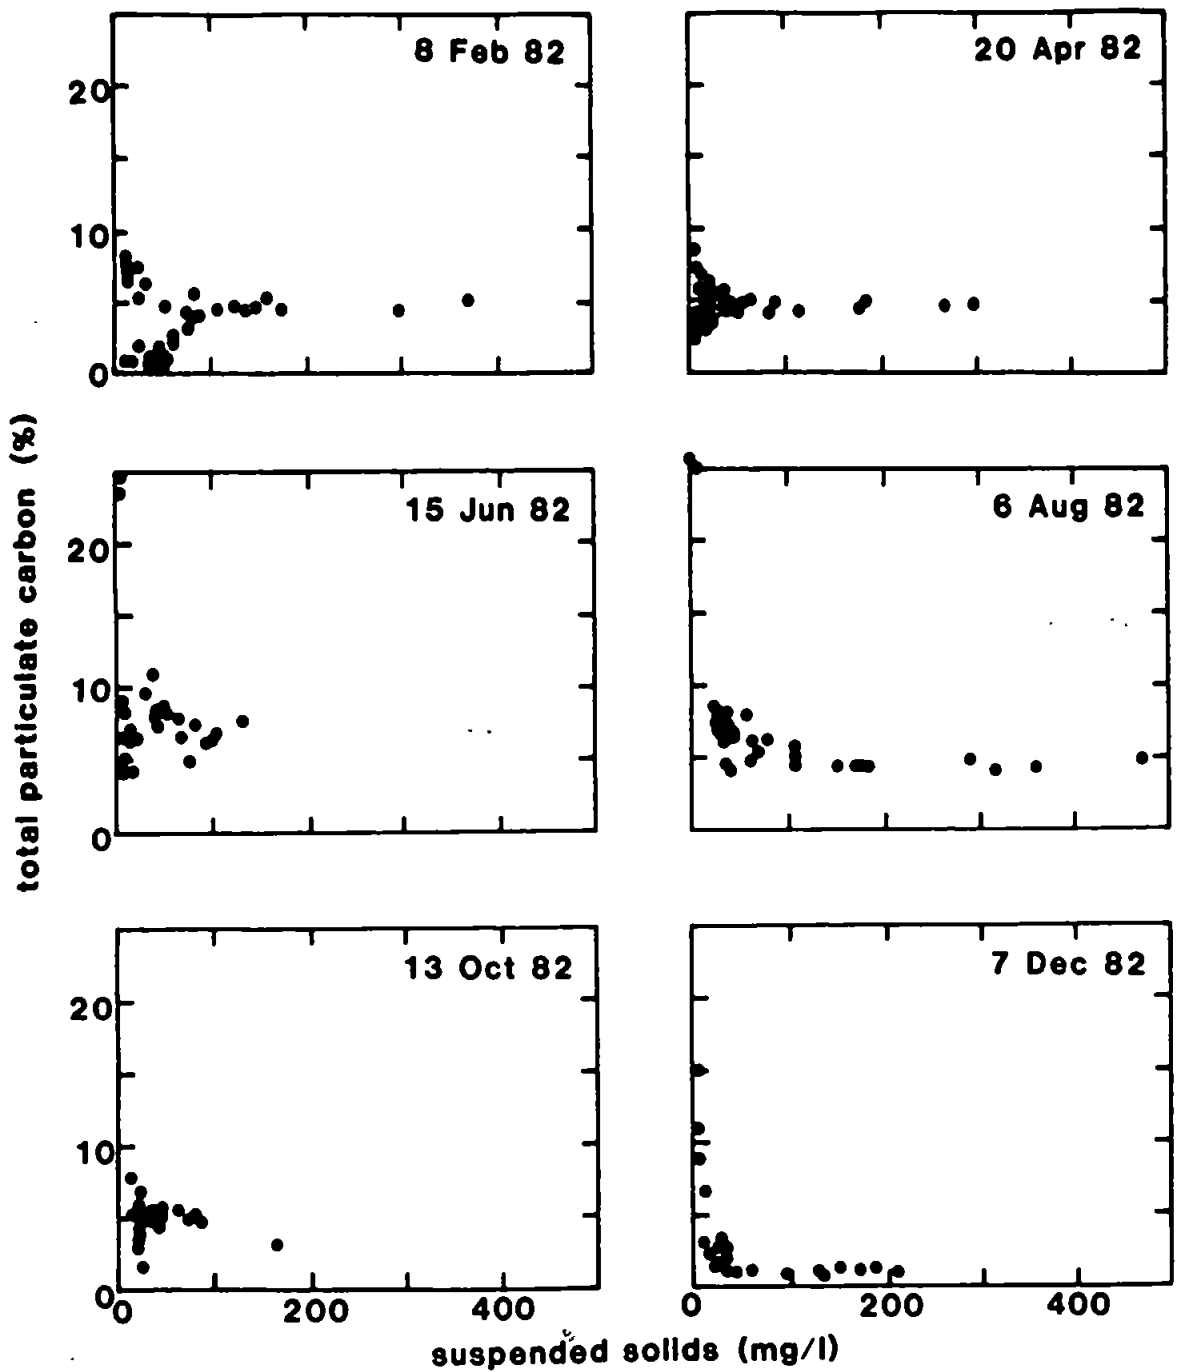 8 Feb 82
20 Apr 82
20
10
0
15 Jun 82
6 Aug 82
20
10
0
total particulate carbon (%)
13 Oct 82
7 Dec 82
20
10
0
0 200 400
0 200 400
suspended solids (mg/l)